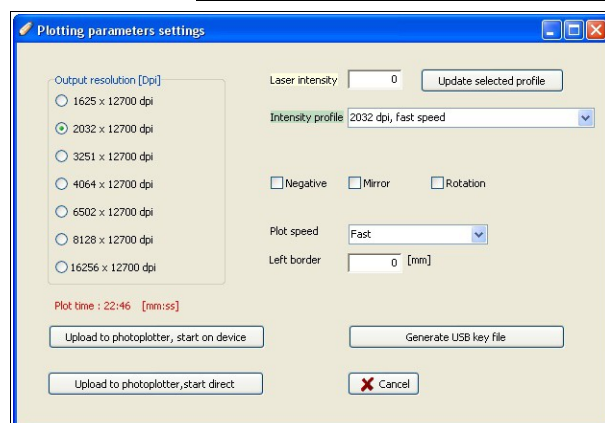 Plotting parameters settings
Output resolution [Dpi]
1625 x 12700 dpi
2032 x 12700 dpi
3251 x 12700 dpi
4064 x 12700 dpi
6502 x 12700 dpi
8128 x 12700 dpi
16256 x 12700 dpi
Laser intensity 0 Update selected profile
Intensity profile 2032 dpi, fast speed
Negative Mirror Rotation
Plot speed Fast
Left border 0 [mm]
Plot time : 22:46 [mm:ss]
Upload to photoplotter, start on device Generate USB key file
Upload to photoplotter,start direct Cancel